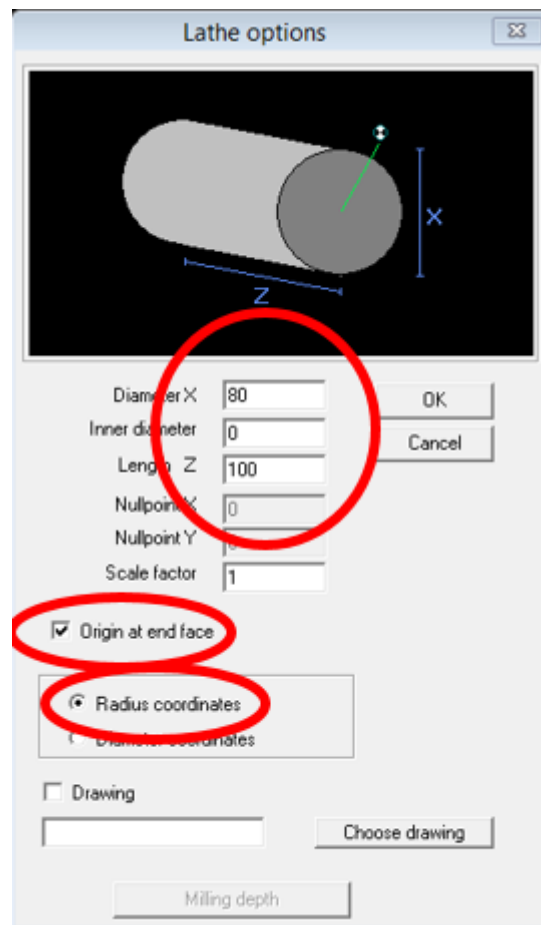 Lathe options
X
Z
Diameter X 80
OK
Inner diameter 0
Cancel
Length Z 100
Nullpoint X 0
Nullpoint Y
Scale factor 1
Origin at end face
Radius coordinates
Diameter coordinates
Drawing
Choose drawing
Milling depth